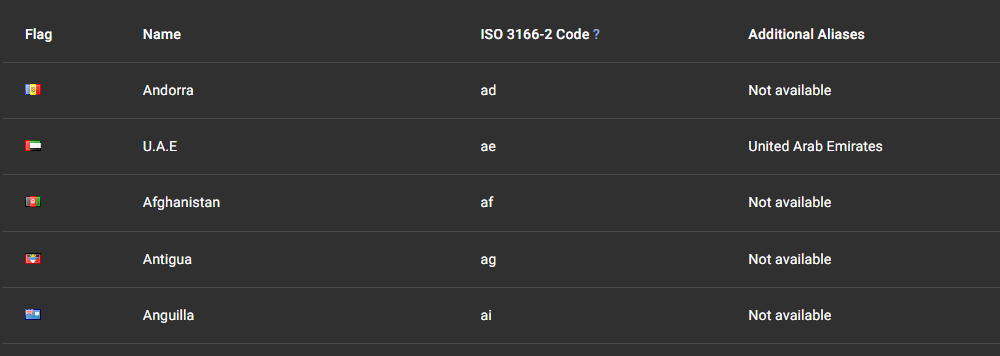 Flag Name ISO 3166-2 Code ? Additional Aliases
Andorra ad Not available
U.A.E ae United Arab Emirates
Afghanistan af Not available
Antigua ag Not available
Anguilla ai Not available